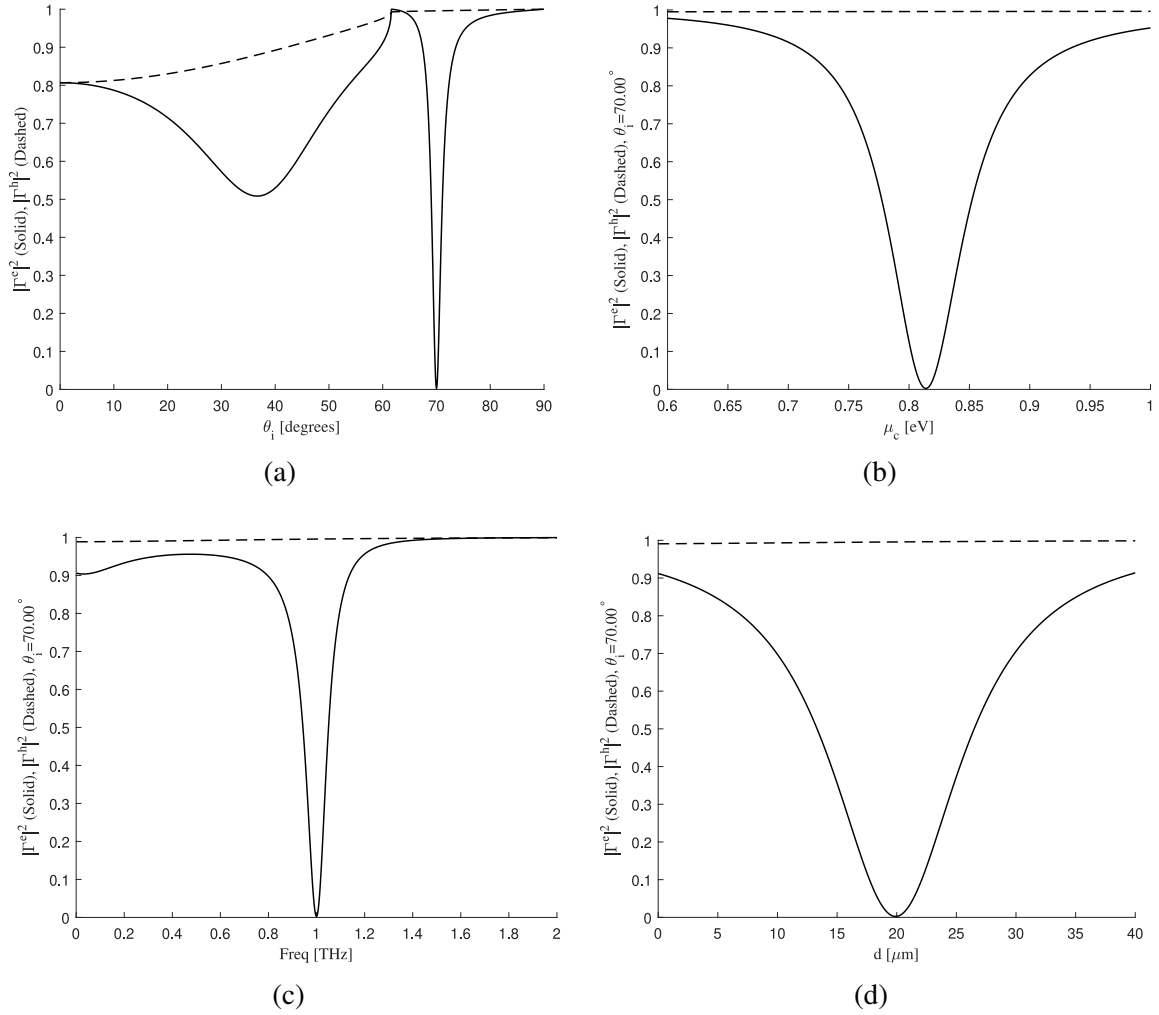 |Γᵉ|² (Solid), |Γʰ|² (Dashed)
1
0.9
0.8
0.7
0.6
0.5
0.4
0.3
0.2
0.1
0
0 10 20 30 40 50 60 70 80 90
θᵢ [degrees]
(a)
|Γᵉ|² (Solid), |Γʰ|² (Dashed), θᵢ=70.00°
1
0.9
0.8
0.7
0.6
0.5
0.4
0.3
0.2
0.1
0
0.6 0.65 0.7 0.75 0.8 0.85 0.9 0.95 1
μ_c [eV]
(b)
|Γᵉ|² (Solid), |Γʰ|² (Dashed), θᵢ=70.00°
1
0.9
0.8
0.7
0.6
0.5
0.4
0.3
0.2
0.1
0
0 0.2 0.4 0.6 0.8 1 1.2 1.4 1.6 1.8 2
Freq [THz]
(c)
|Γᵉ|² (Solid), |Γʰ|² (Dashed), θᵢ=70.00°
1
0.9
0.8
0.7
0.6
0.5
0.4
0.3
0.2
0.1
0
0 5 10 15 20 25 30 35 40
d [μm]
(d)